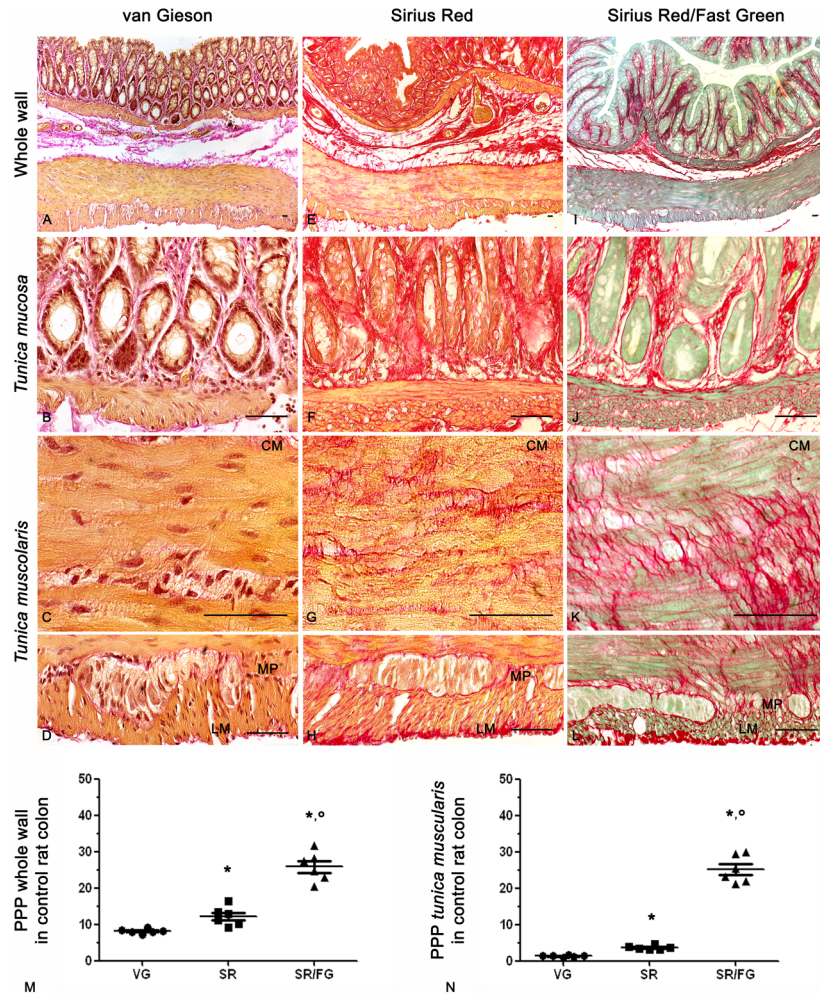 van Gieson
Sirius Red
Sirius Red/Fast Green
Whole wall
A
E
I
Tunica mucosa
B
F
J
Tunica muscolaris
CM
CM
C
G
K
MP
LM
D
MP
LM
H
MP
LM
L
PPP whole wall
in control rat colon
50
40
30
20
10
0
*
*,°
VG
SR
SR/FG
M
PPP tunica muscularis
in control rat colon
50
40
30
20
10
0
*
*,°
VG
SR
SR/FG
N